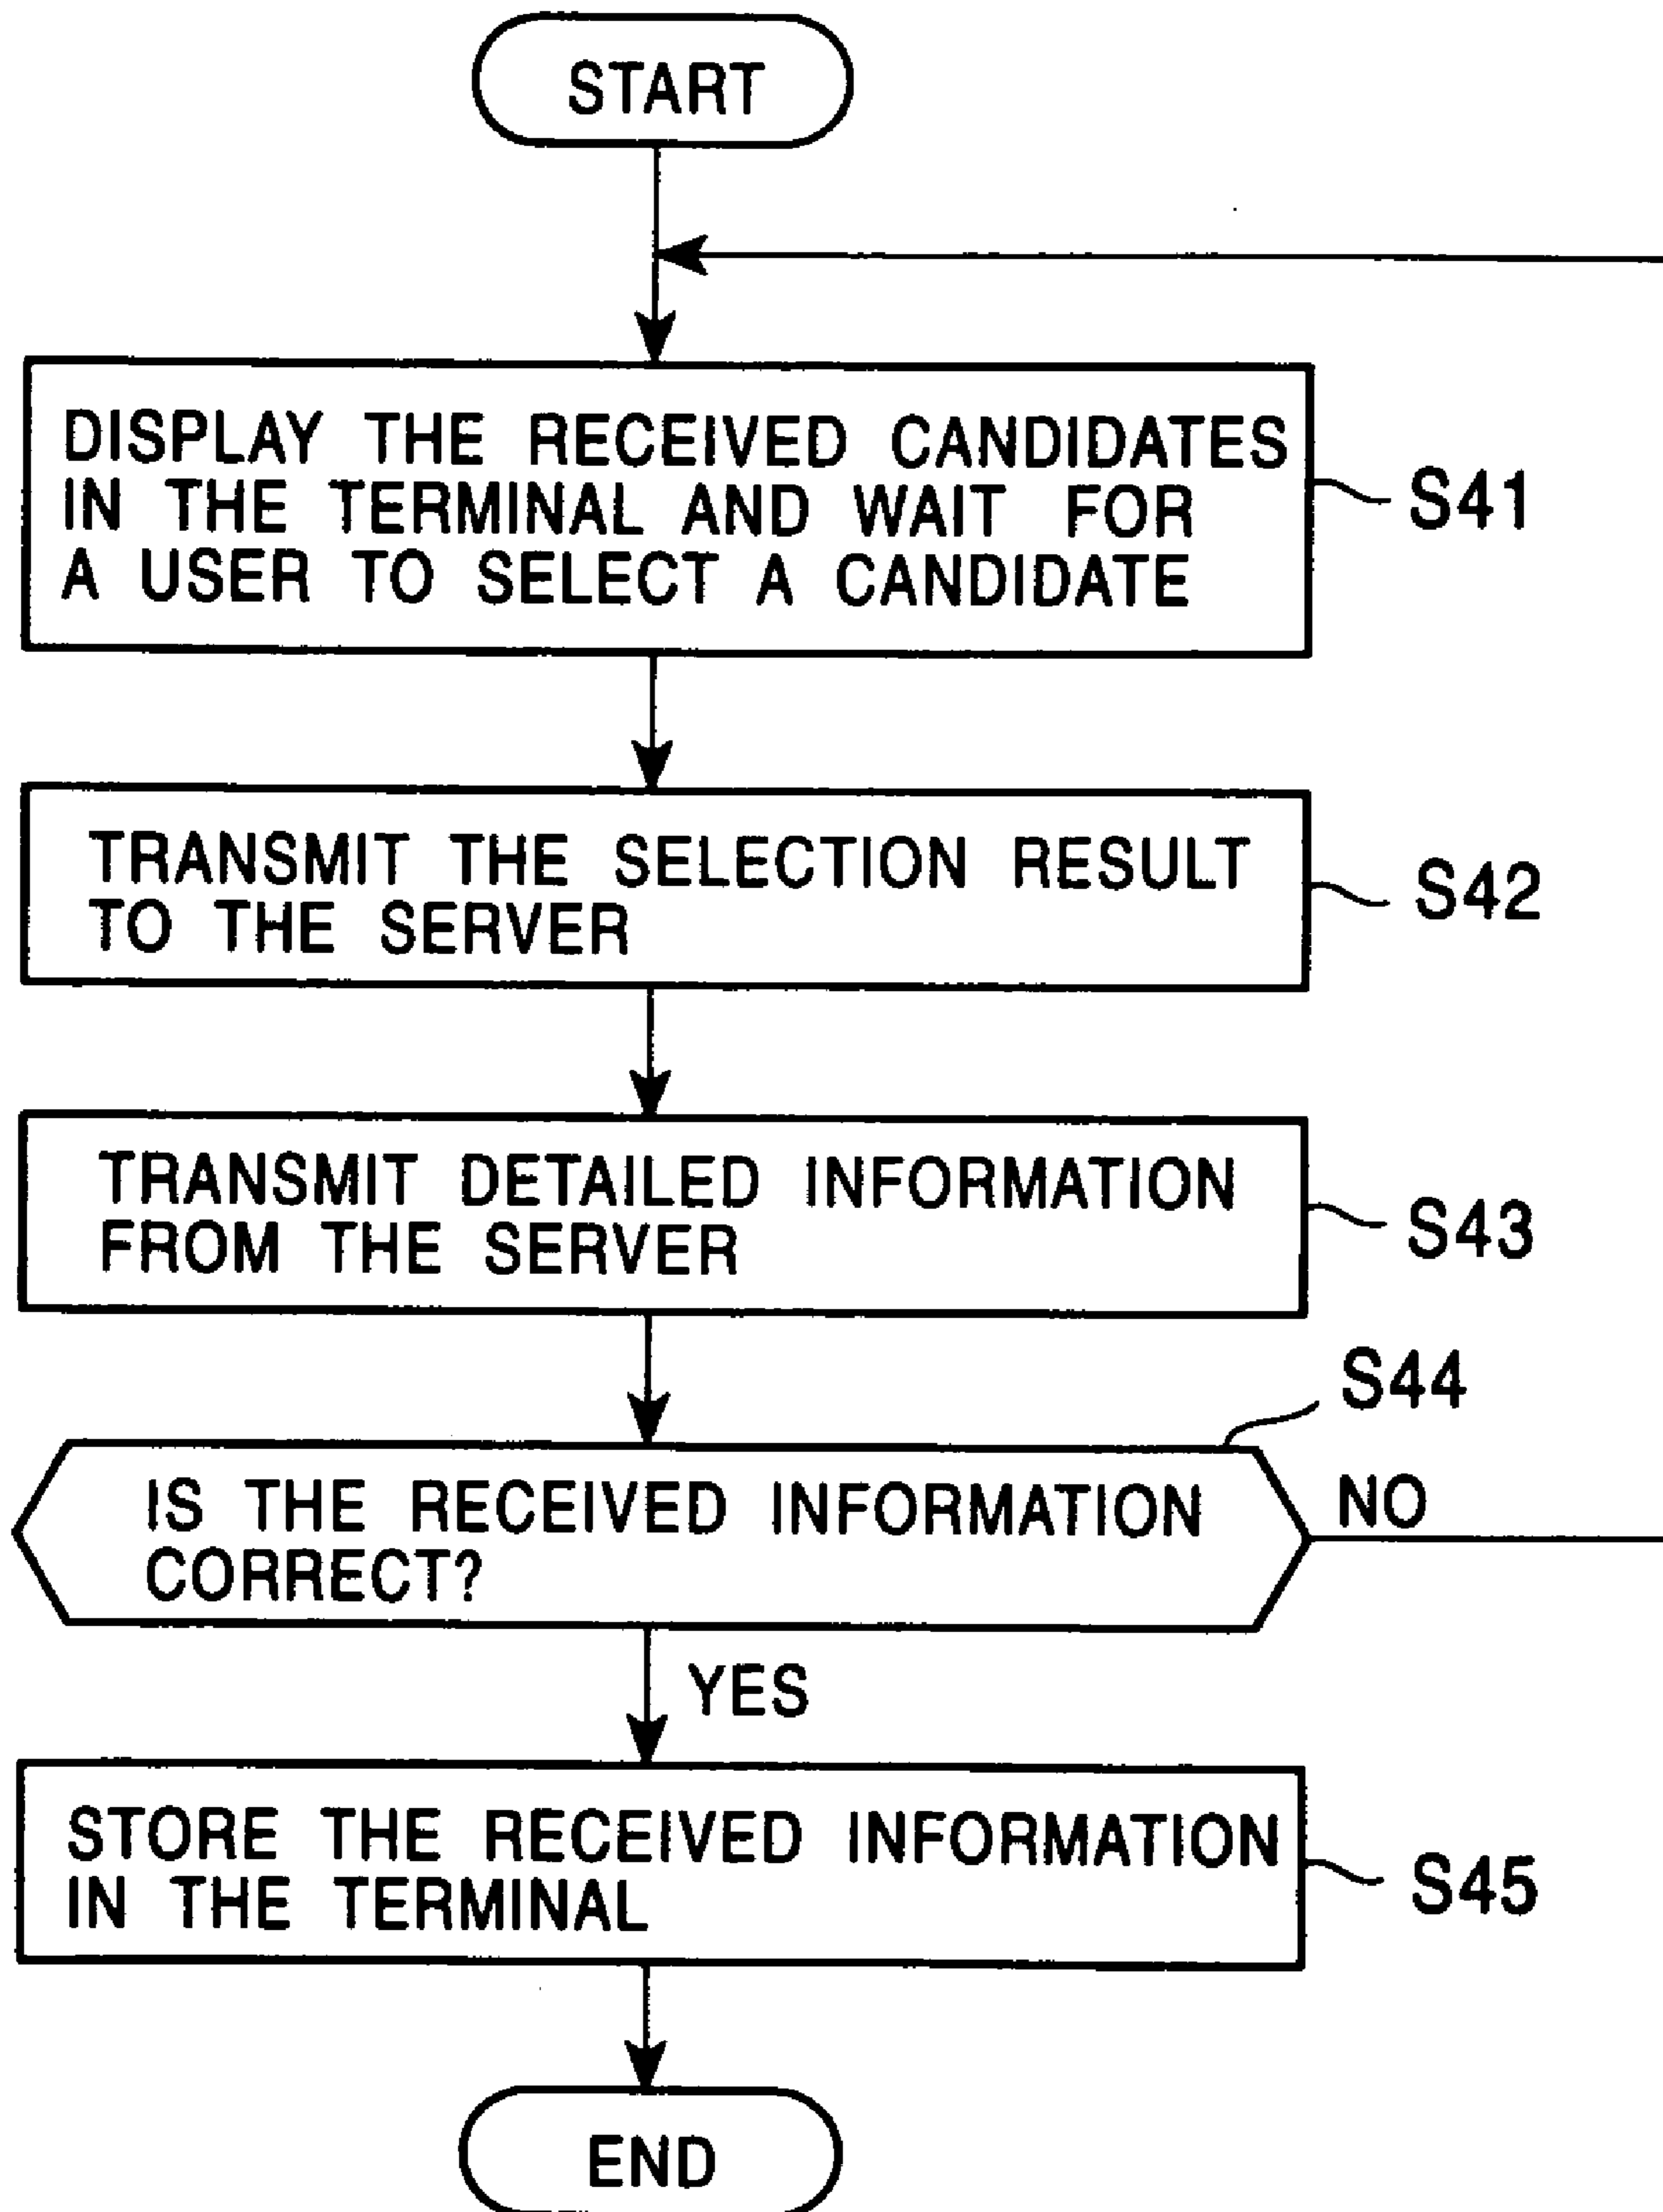 START
DISPLAY THE RECEIVED CANDIDATES
IN THE TERMINAL AND WAIT FOR
A USER TO SELECT A CANDIDATE
S41
TRANSMIT THE SELECTION RESULT
TO THE SERVER
S42
TRANSMIT DETAILED INFORMATION
FROM THE SERVER
S43
S44
IS THE RECEIVED INFORMATION
CORRECT?
NO
YES
STORE THE RECEIVED INFORMATION
IN THE TERMINAL
S45
END